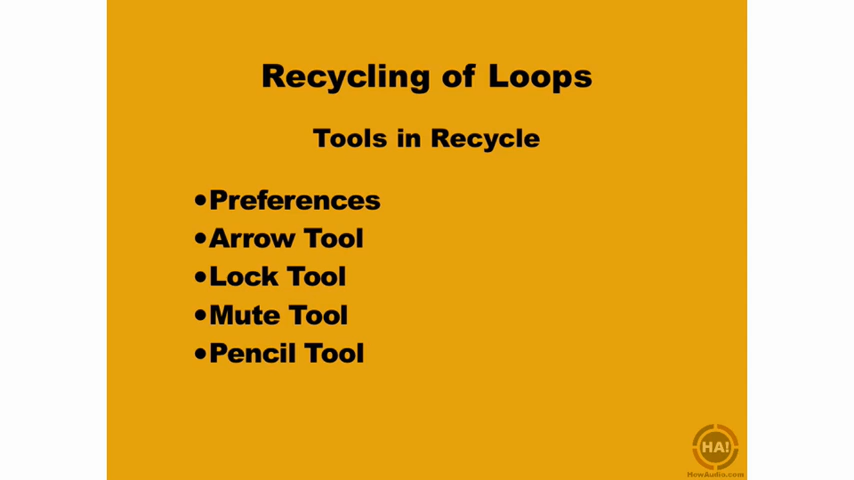 Recycling of Loops
Tools in Recycle
•Preferences
•Arrow Tool
•Lock Tool
•Mute Tool
•Pencil Tool
HA!
HowAudio.com